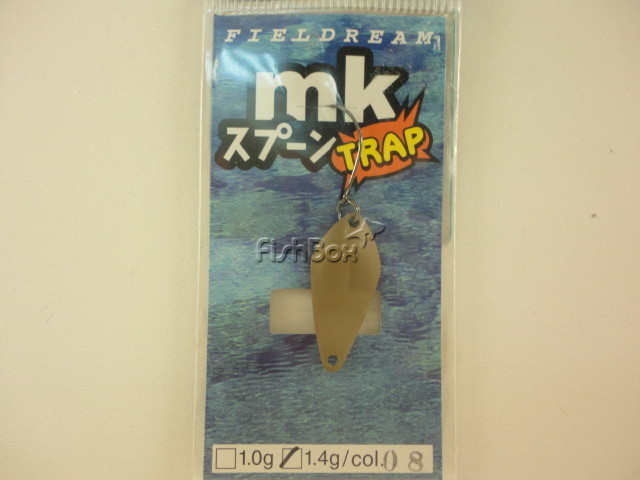 FIELDREAM
mk
スプーン TRAP
FishBox
1.0g 1.4g/col.08